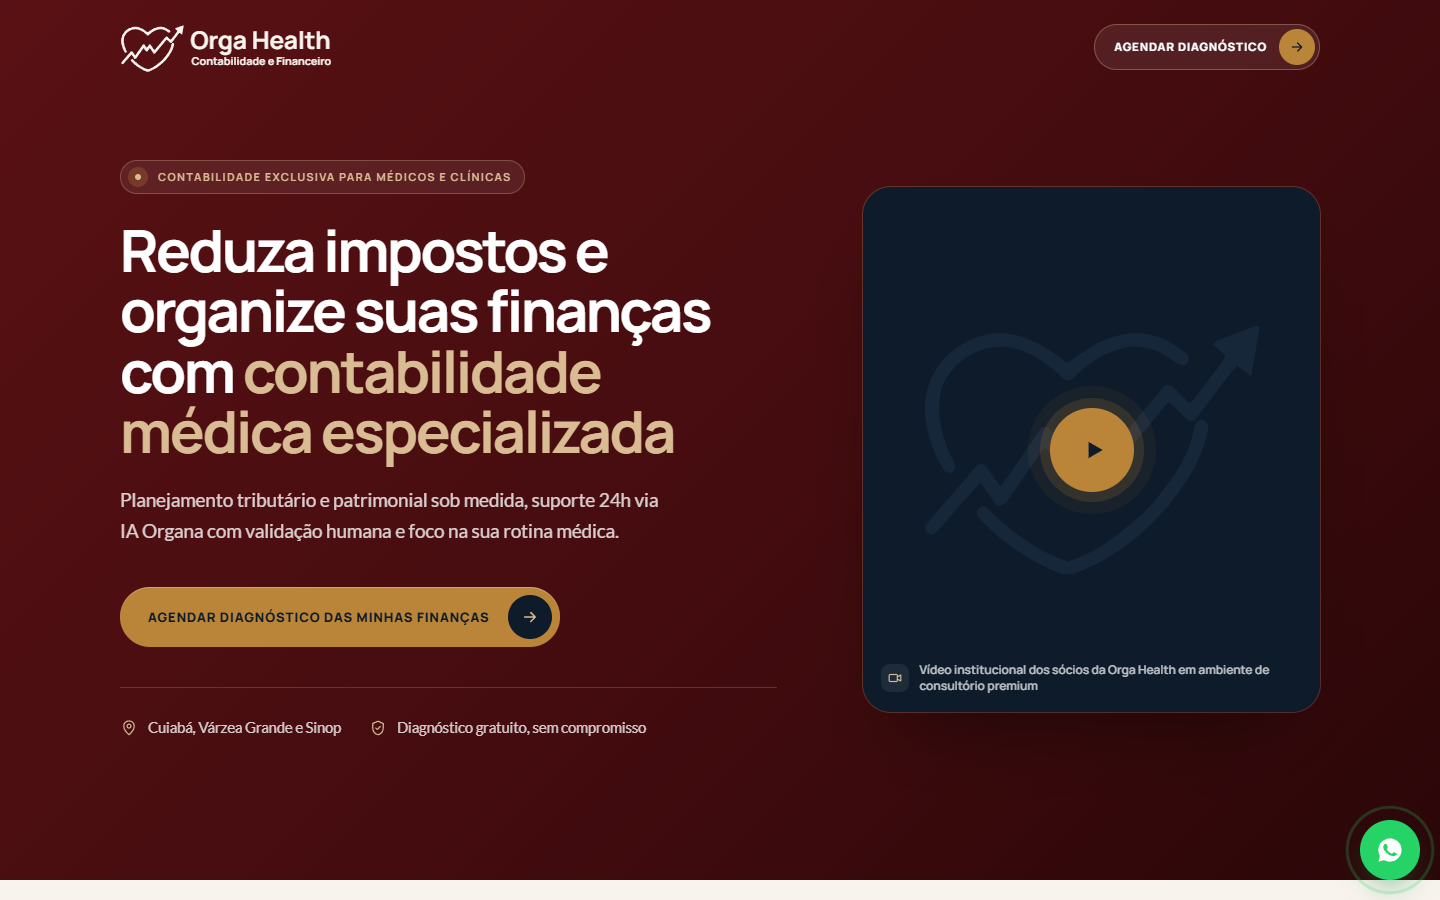 Orga Health
Contabilidade e Financeiro
AGENDAR DIAGNÓSTICO
CONTABILIDADE EXCLUSIVA PARA MÉDICOS E CLÍNICAS
Reduza impostos e
organize suas finanças
com contabilidade
médica especializada
Planejamento tributário e patrimonial sob medida, suporte 24h via
IA Organa com validação humana e foco na sua rotina médica.
AGENDAR DIAGNÓSTICO DAS MINHAS FINANÇAS
Cuiabá, Várzea Grande e Sinop
Diagnóstico gratuito, sem compromisso
Vídeo institucional dos sócios da Orga Health em ambiente de
consultório premium